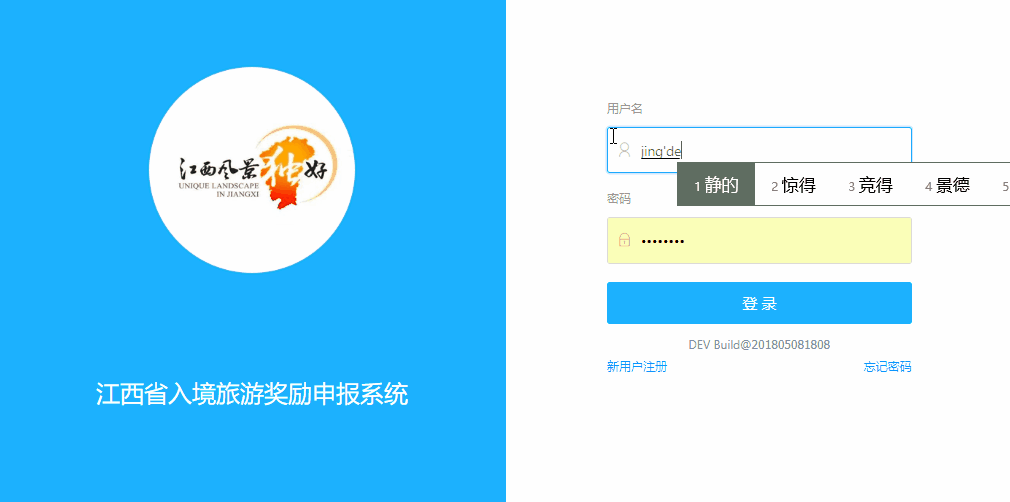 江西风景独好
UNIQUE LANDSCAPE
IN JIANGXI
江西省入境旅游奖励申报系统
用户名
jing'de
1 静的 2 惊得 3 竞得 4 景德 5
密码
••••••••
登 录
DEV Build@201805081808
新用户注册 忘记密码